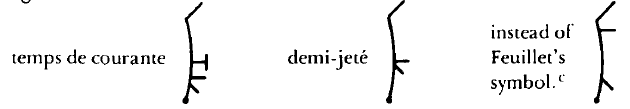 temps de courante
demi-jeté
instead of
Feuillet's
symbol.ᶜ